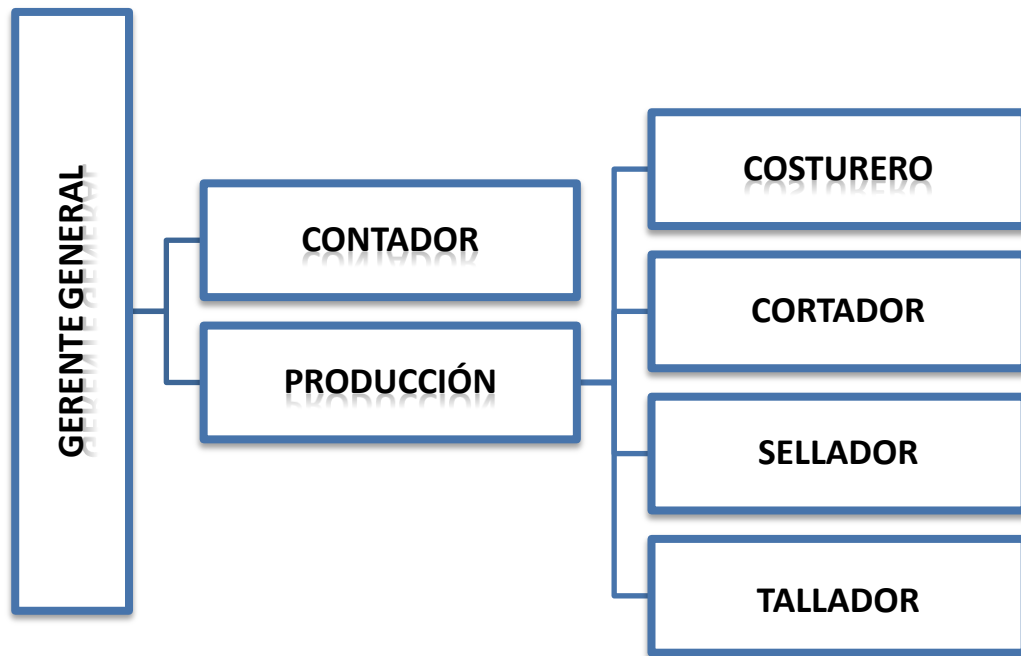 GERENTE GENERAL
CONTADOR
PRODUCCIÓN
COSTURERO
CORTADOR
SELLADOR
TALLADOR